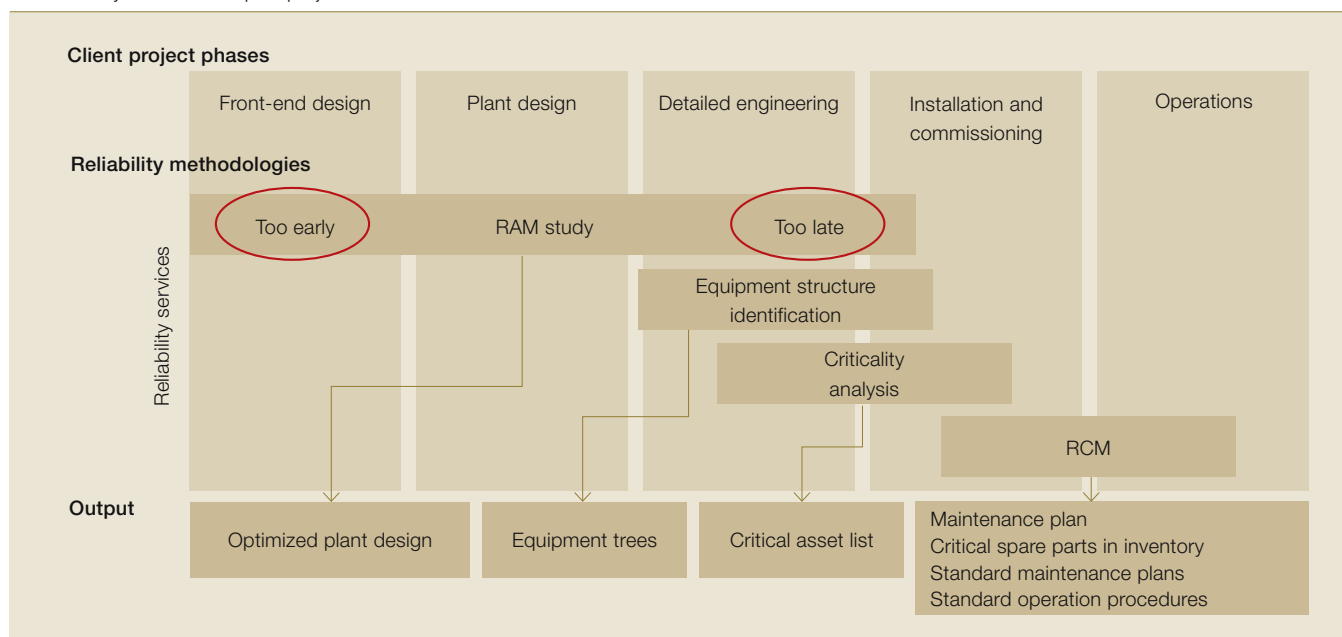 Client project phases
Front-end design
Plant design
Detailed engineering
Installation and
commissioning
Operations
Reliability methodologies
Reliability services
Too early
RAM study
Too late
Equipment structure
identification
Criticality
analysis
RCM
Output
Optimized plant design
Equipment trees
Critical asset list
Maintenance plan
Critical spare parts in inventory
Standard maintenance plans
Standard operation procedures